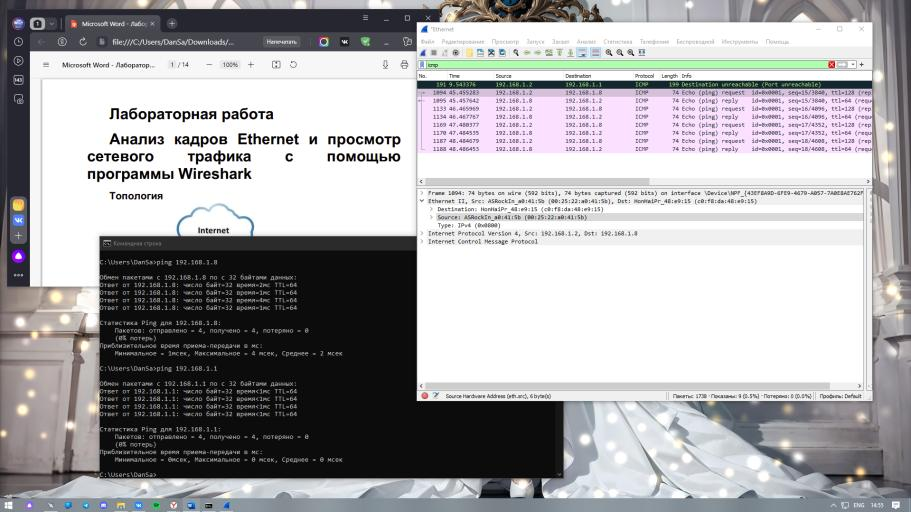 Microsoft Word - Лабор
file:///C:/Users/DanSa/Downloads/...
Напечатать
Microsoft Word - Лаборатор...
1 / 14
100%
Лабораторная работа
Анализ кадров Ethernet и просмотр
сетевого трафика с помощью
программы Wireshark
Топология
Internet
Командная строка
C:\Users\DanSa>ping 192.168.1.8
Обмен пакетами с 192.168.1.8 по с 32 байтами данных:
Ответ от 192.168.1.8: число байт=32 время=2мс TTL=64
Ответ от 192.168.1.8: число байт=32 время=1мс TTL=64
Ответ от 192.168.1.8: число байт=32 время=4мс TTL=64
Ответ от 192.168.1.8: число байт=32 время=1мс TTL=64
Статистика Ping для 192.168.1.8:
Пакетов: отправлено = 4, получено = 4, потеряно = 0
(0% потерь)
Приблизительное время приема-передачи в мс:
Минимальное = 1мсек, Максимальное = 4 мсек, Среднее = 2 мсек
C:\Users\DanSa>ping 192.168.1.1
Обмен пакетами с 192.168.1.1 по с 32 байтами данных:
Ответ от 192.168.1.1: число байт=32 время<1мс TTL=64
Ответ от 192.168.1.1: число байт=32 время<1мс TTL=64
Ответ от 192.168.1.1: число байт=32 время<1мс TTL=64
Ответ от 192.168.1.1: число байт=32 время<1мс TTL=64
Статистика Ping для 192.168.1.1:
Пакетов: отправлено = 4, получено = 4, потеряно = 0
(0% потерь)
Приблизительное время приема-передачи в мс:
Минимальное = 0мсек, Максимальное = 0 мсек, Среднее = 0 мсек
C:\Users\DanSa>
*Ethernet
Файл Редактирование Просмотр Запуск Захват Анализ Статистика Телефония Беспроводной Инструменты Помощь
icmp
No. Time Source Destination Protocol Length Info
191 9.543376 192.168.1.2 192.168.1.1 ICMP 199 Destination unreachable (Port unreachable)
1094 45.455283 192.168.1.2 192.168.1.8 ICMP 74 Echo (ping) request id=0x0001, seq=15/3840, ttl=128 (rep
1095 45.457642 192.168.1.8 192.168.1.2 ICMP 74 Echo (ping) reply id=0x0001, seq=15/3840, ttl=64 (requ
1133 46.465969 192.168.1.2 192.168.1.8 ICMP 74 Echo (ping) request id=0x0001, seq=16/4096, ttl=128 (rep
1134 46.467767 192.168.1.8 192.168.1.2 ICMP 74 Echo (ping) reply id=0x0001, seq=16/4096, ttl=64 (requ
1169 47.480377 192.168.1.2 192.168.1.8 ICMP 74 Echo (ping) request id=0x0001, seq=17/4352, ttl=128 (rep
1170 47.484535 192.168.1.8 192.168.1.2 ICMP 74 Echo (ping) reply id=0x0001, seq=17/4352, ttl=64 (requ
1187 48.484679 192.168.1.2 192.168.1.8 ICMP 74 Echo (ping) request id=0x0001, seq=18/4608, ttl=128 (rep
1188 48.486453 192.168.1.8 192.168.1.2 ICMP 74 Echo (ping) reply id=0x0001, seq=18/4608, ttl=64 (requ
Frame 1094: 74 bytes on wire (592 bits), 74 bytes captured (592 bits) on interface \Device\NPF_{43EF8A9D-6FE9-4679-A057-7A0E8AE762F
Ethernet II, Src: ASRockIn_a0:41:5b (00:25:22:a0:41:5b), Dst: HonHaiPr_48:e9:15 (c0:f8:da:48:e9:15)
Destination: HonHaiPr_48:e9:15 (c0:f8:da:48:e9:15)
Source: ASRockIn_a0:41:5b (00:25:22:a0:41:5b)
Type: IPv4 (0x0800)
Internet Protocol Version 4, Src: 192.168.1.2, Dst: 192.168.1.8
Internet Control Message Protocol
Source Hardware Address (eth.src), 6 byte(s)
Пакеты: 1738 · Показаны: 9 (0.5%) · Потеряно: 0 (0.0%)
Профиль: Default
ENG
14:55